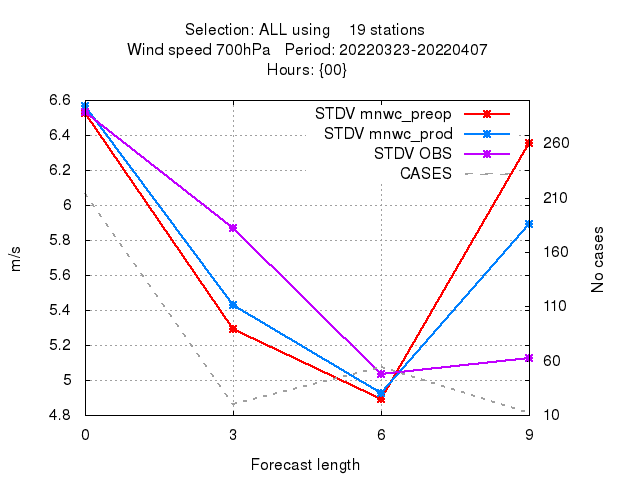 Selection: ALL using 19 stations
Wind speed 700hPa Period: 20220323-20220407
Hours: {00}
STDV mnwc_preop
STDV mnwc_prod
STDV OBS
CASES
6.6
6.4
6.2
6
5.8
5.6
5.4
5.2
5
4.8
260
210
160
110
60
10
m/s
No cases
0 3 6 9
Forecast length